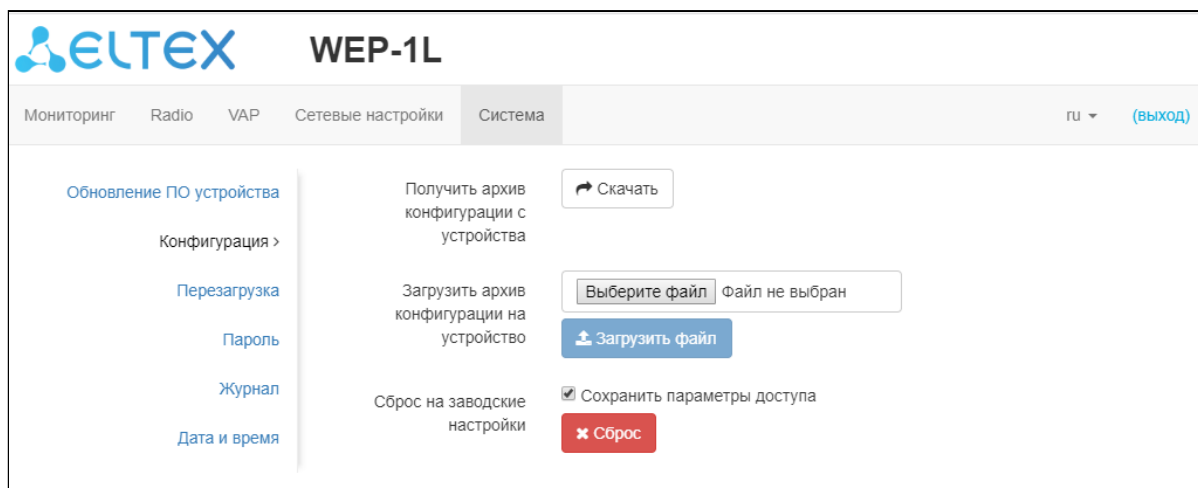 ELTEX WEP-1L
Мониторинг Radio VAP Сетевые настройки Система ru (выход)
Обновление ПО устройства
Конфигурация >
Перезагрузка
Пароль
Журнал
Дата и время
Получить архив
конфигурации с
устройства
Скачать
Загрузить архив
конфигурации на
устройство
Выберите файл Файл не выбран
Загрузить файл
Сброс на заводские
настройки
Сохранить параметры доступа
Сброс